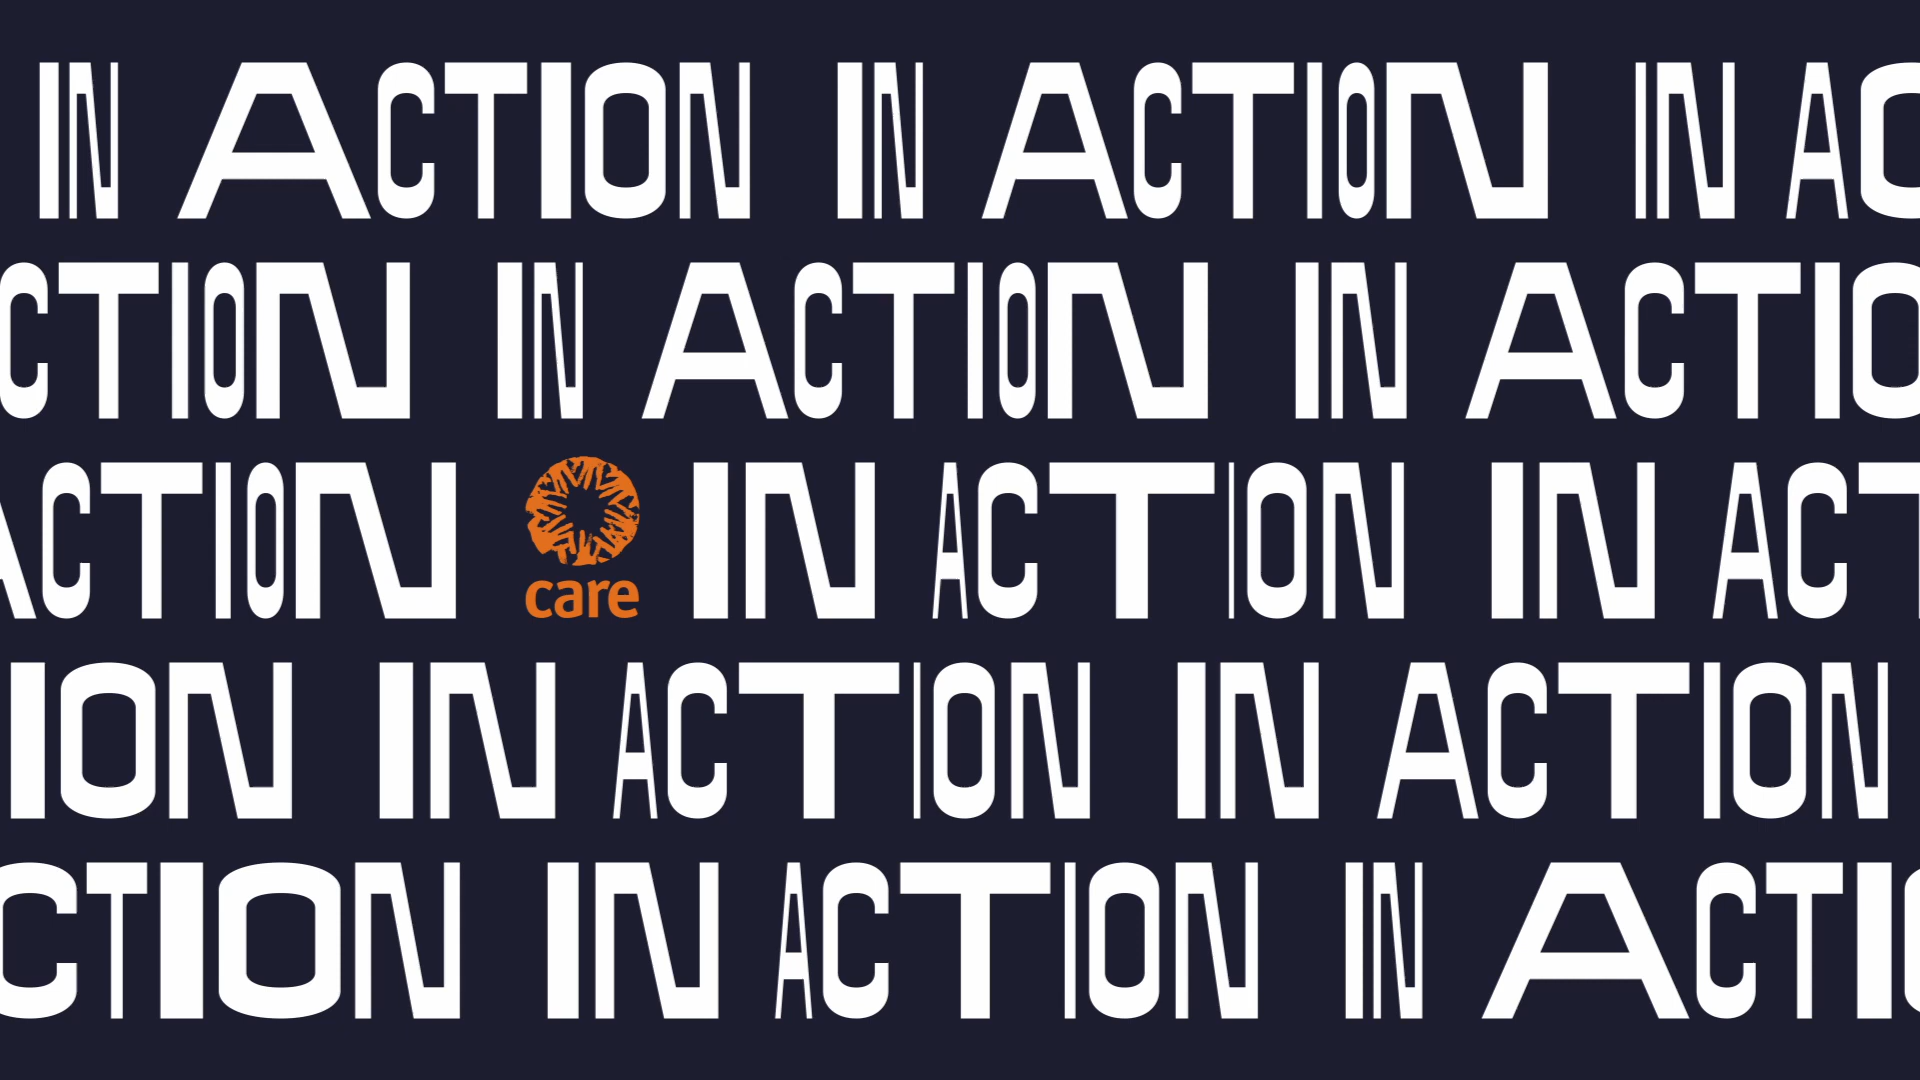 IN ACTION IN ACTION IN AC
CTION IN ACTION IN ACTIO
ACTION care IN ACTION IN ACT
ION IN ACTION IN ACTION
CTION IN ACTION IN ACTIO